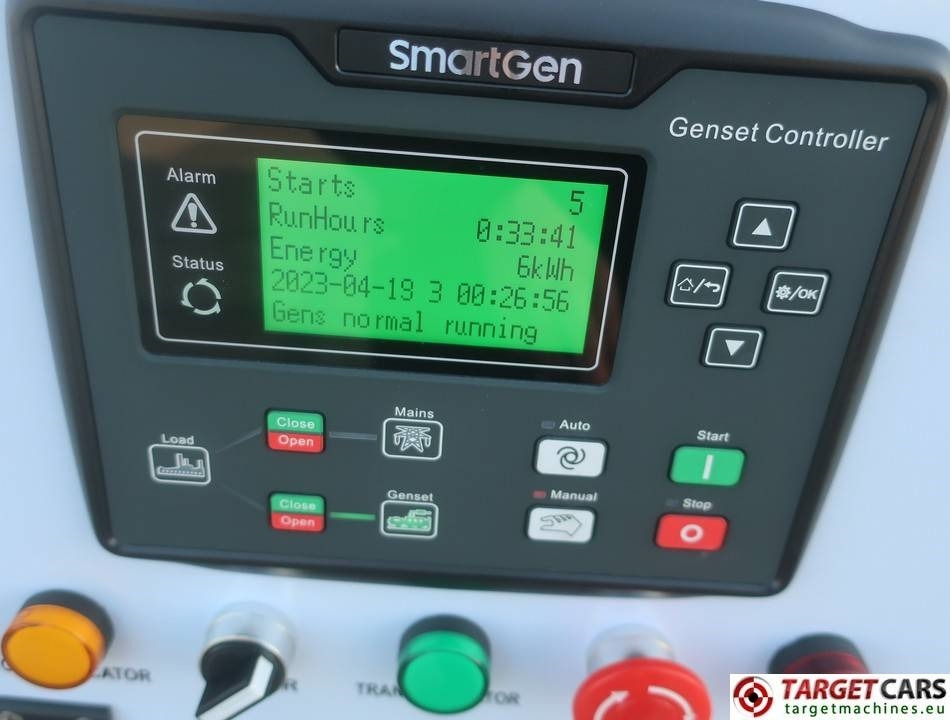 SmartGen
Genset Controller
Alarm
Status
Starts 5
RunHours 0:33:41
Energy 6kWh
2023-04-19 3 00:26:56
Gens normal running
/OK
Mains
Load
Close
Open
Genset
Close
Open
Auto
Manual
Start
Stop
TARGET CARS
targetmachines.eu